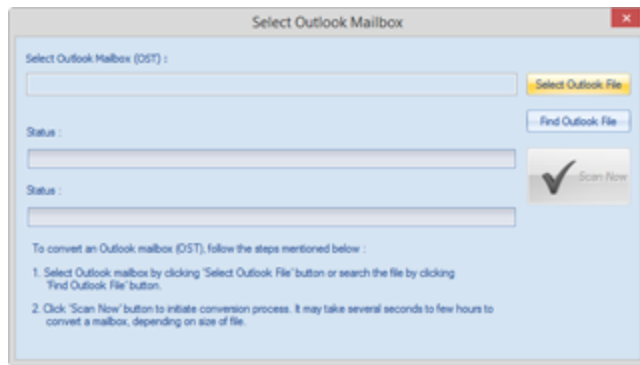 Select Outlook Mailbox
Select Outlook Mailbox (OST) :
Select Outlook File
Find Outlook File
Status :
Scan Now
Status :
To convert an Outlook mailbox (OST), follow the steps mentioned below :
1. Select Outlook mailbox by clicking 'Select Outlook File' button or search the file by clicking
'Find Outlook File' button.
2. Click 'Scan Now' button to initiate conversion process. It may take several seconds to few hours to
convert a mailbox, depending on size of file.